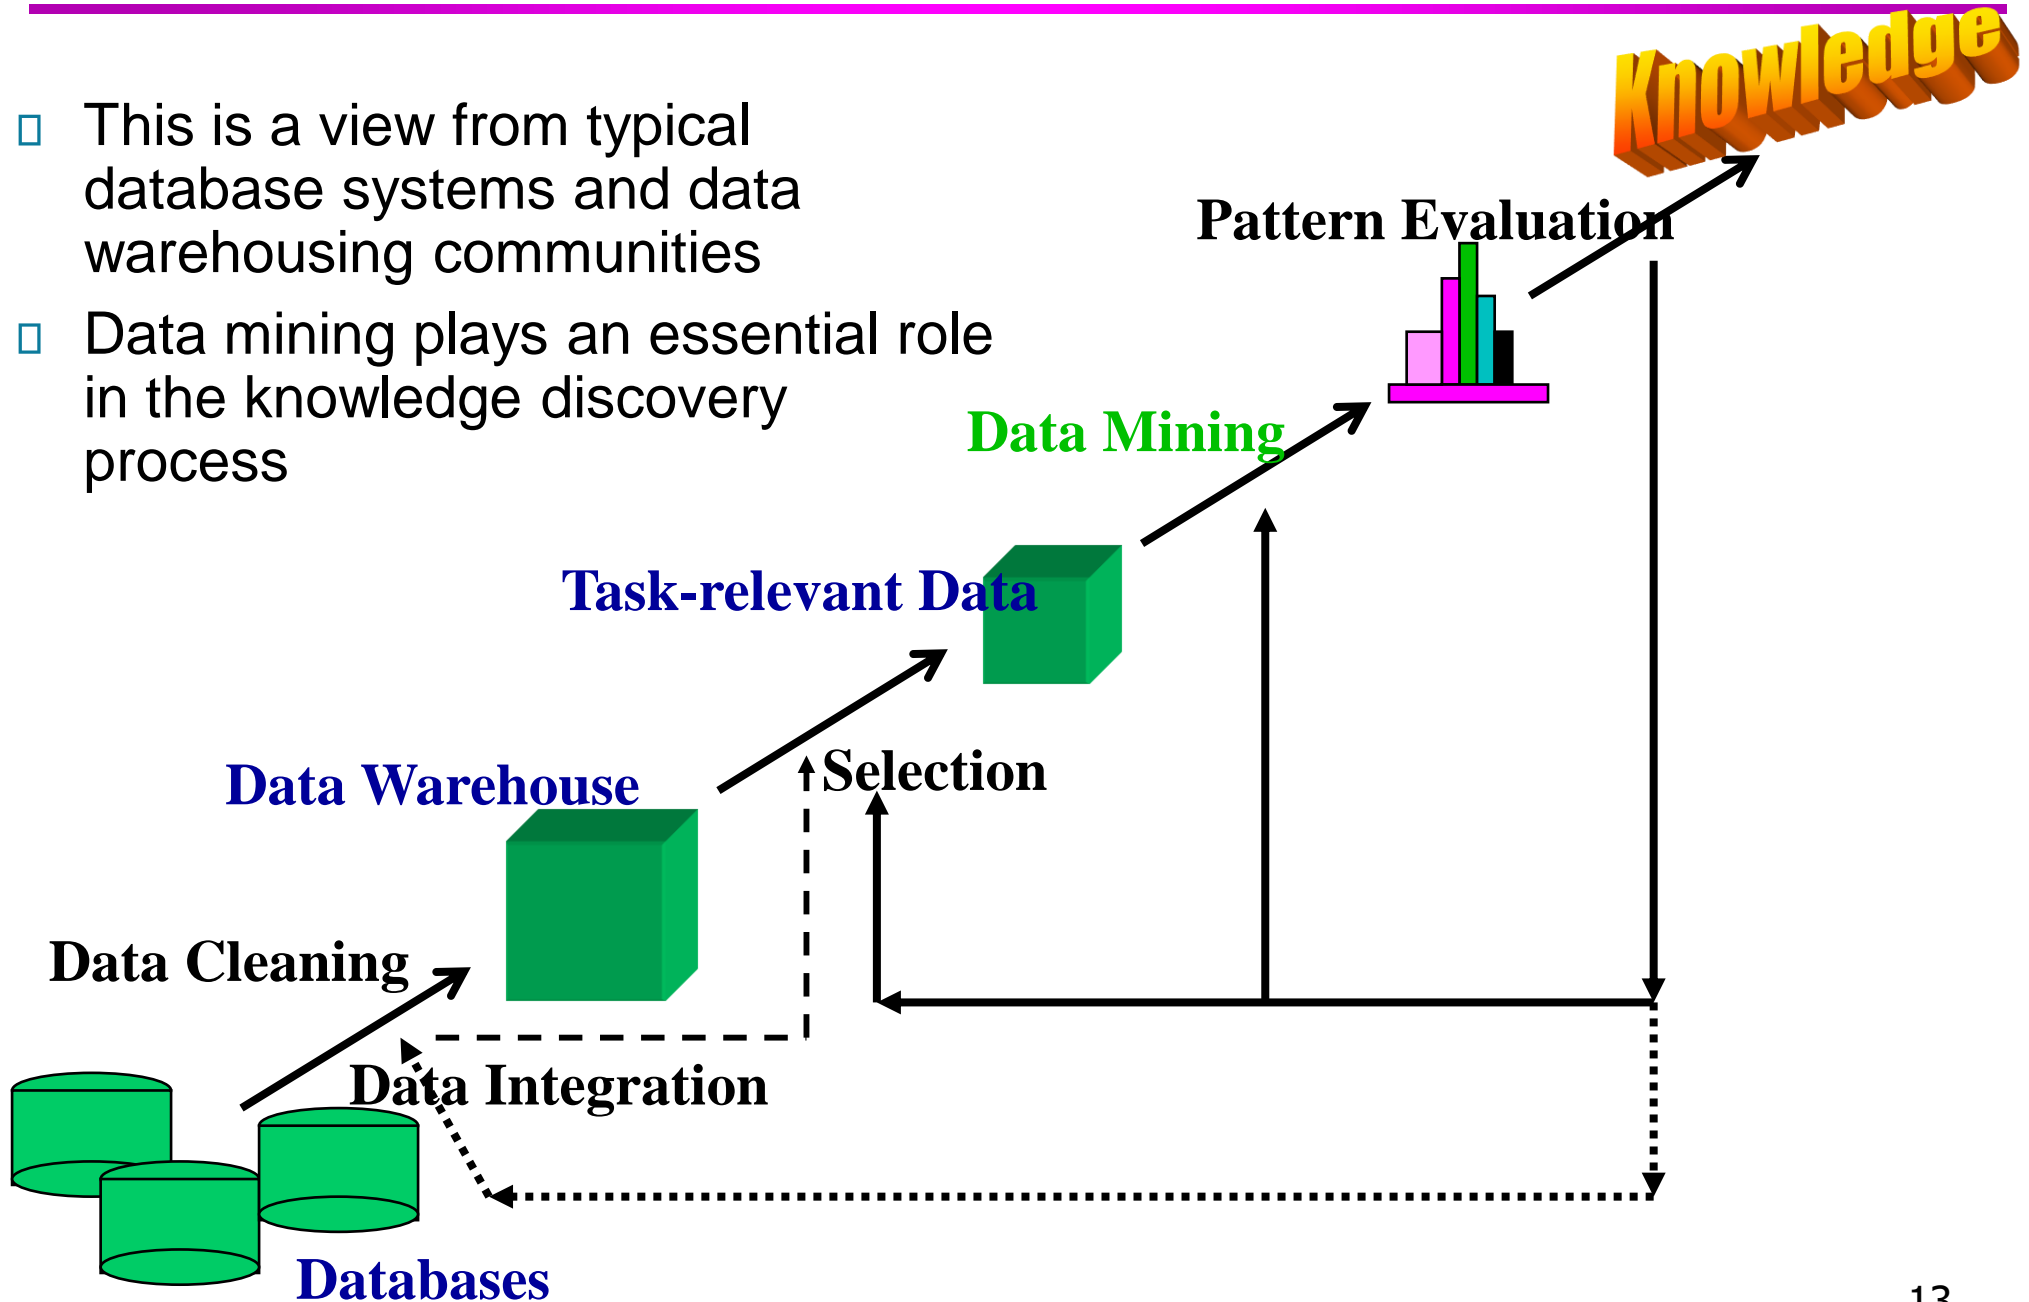 Knowledge
This is a view from typical
database systems and data
warehousing communities
Data mining plays an essential role
in the knowledge discovery
process
Pattern Evaluation
Data Mining
Task-relevant Data
Selection
Data Warehouse
Data Cleaning
Data Integration
Databases
13